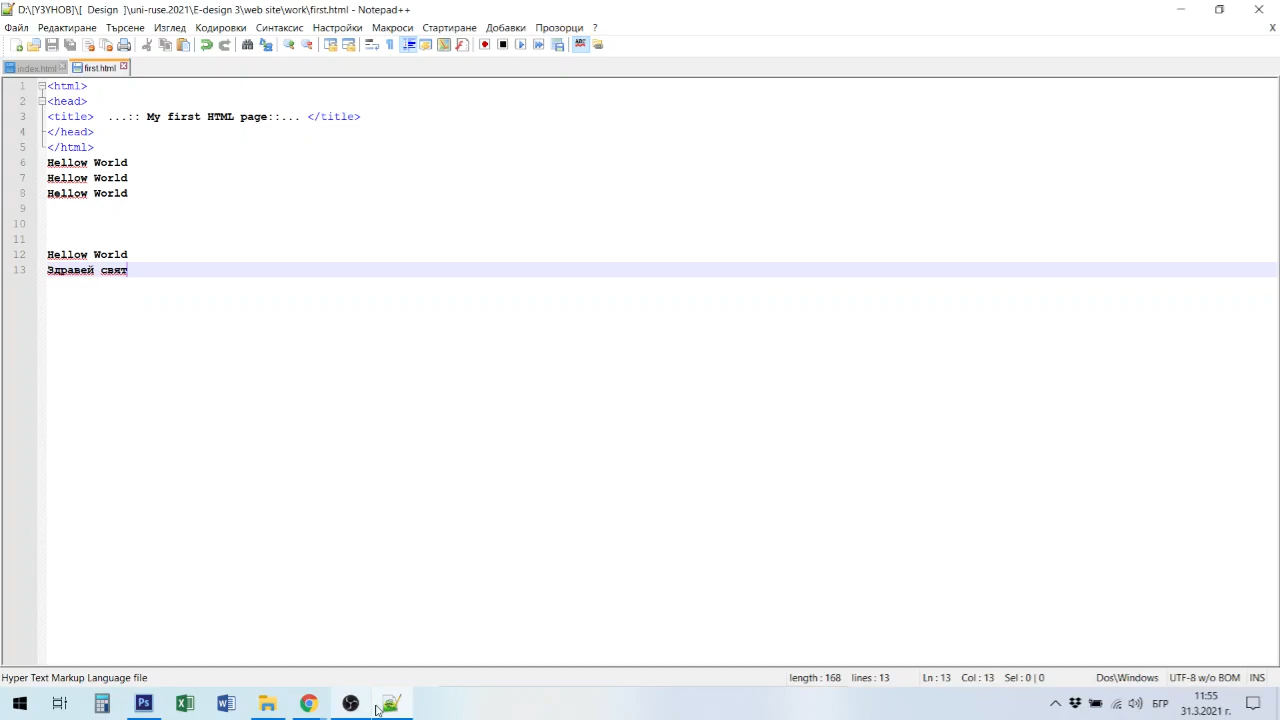 D:\[УЗУНОВ]\[ Design ]\uni-ruse.2021\E-design 3\web site\work\first.html - Notepad++
Файл Редактиране Търсене Изглед Кодировки Синтаксис Настройки Макроси Стартиране Добавки Прозорци ? X
index.html first.html
1 <html>
2 <head>
3 <title> ...:: My first HTML page::... </title>
4 </head>
5 </html>
6 Hellow World
7 Hellow World
8 Hellow World
9
10
11
12 Hellow World
13 Здравей свят
Hyper Text Markup Language file length : 168 lines : 13 Ln : 13 Col : 13 Sel : 0 | 0 Dos\Windows UTF-8 w/o BOM INS
Ps БГР 11:55
31.3.2021 г.